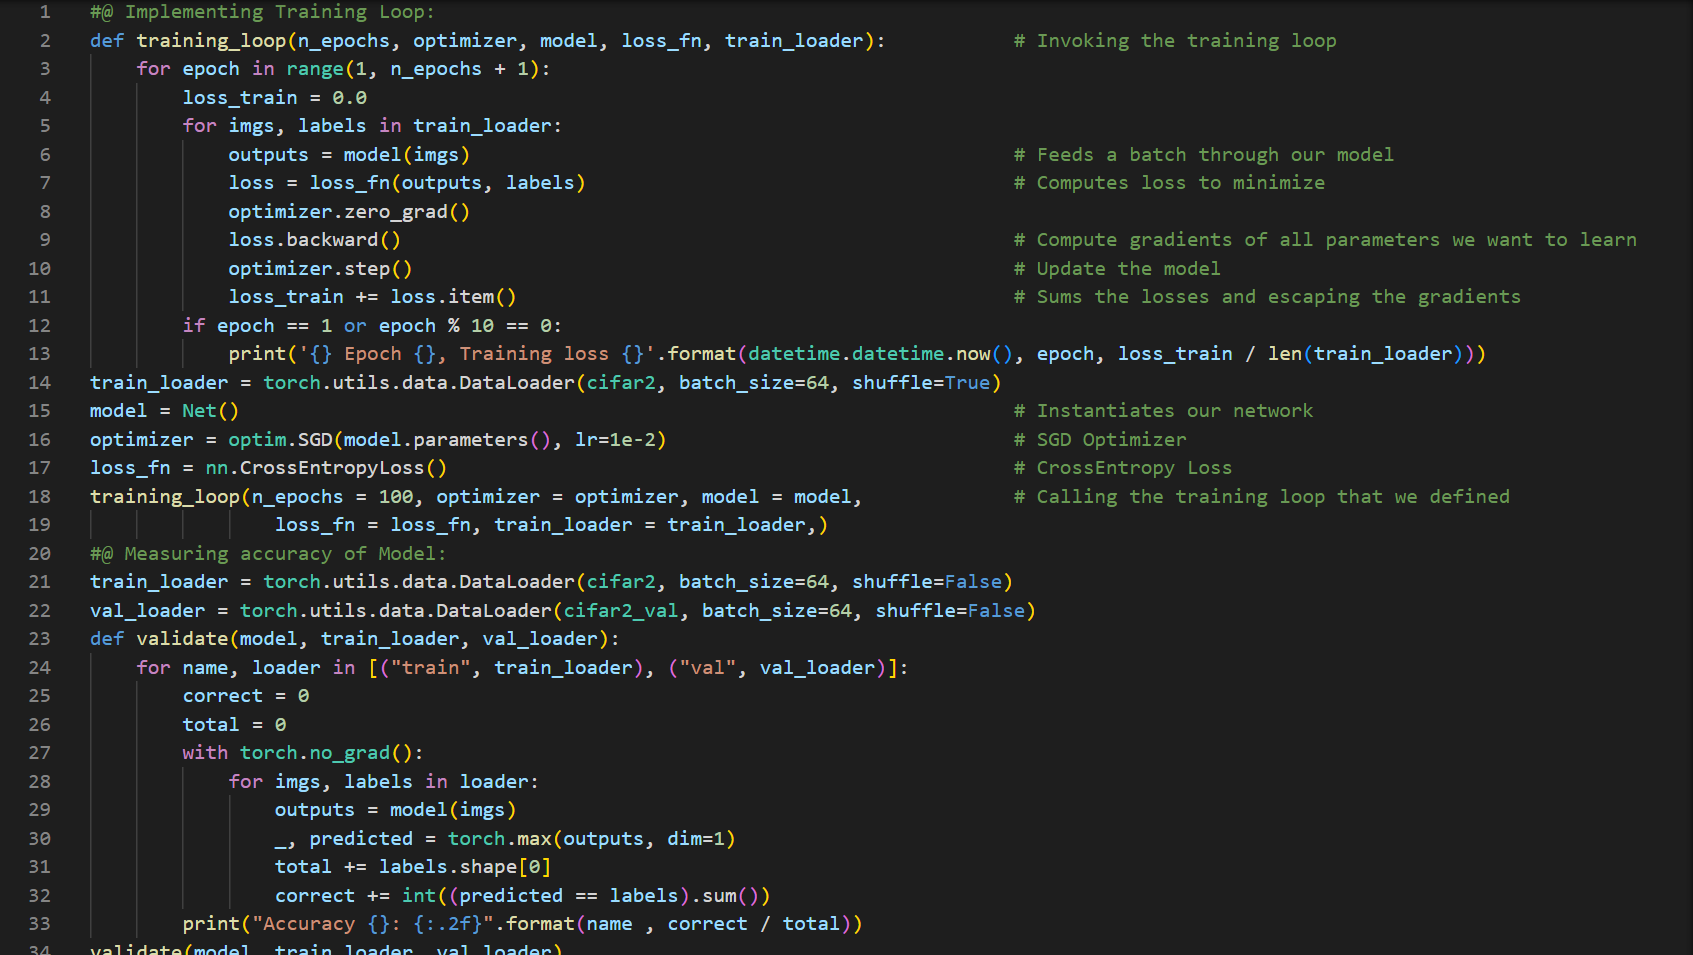 1 #@ Implementing Training Loop:
2 def training_loop(n_epochs, optimizer, model, loss_fn, train_loader): # Invoking the training loop
3 for epoch in range(1, n_epochs + 1):
4 loss_train = 0.0
5 for imgs, labels in train_loader:
6 outputs = model(imgs) # Feeds a batch through our model
7 loss = loss_fn(outputs, labels) # Computes loss to minimize
8 optimizer.zero_grad()
9 loss.backward() # Compute gradients of all parameters we want to learn
10 optimizer.step() # Update the model
11 loss_train += loss.item() # Sums the losses and escaping the gradients
12 if epoch == 1 or epoch % 10 == 0:
13 print('{} Epoch {}, Training loss {}'.format(datetime.datetime.now(), epoch, loss_train / len(train_loader)))
14 train_loader = torch.utils.data.DataLoader(cifar2, batch_size=64, shuffle=True)
15 model = Net() # Instantiates our network
16 optimizer = optim.SGD(model.parameters(), lr=1e-2) # SGD Optimizer
17 loss_fn = nn.CrossEntropyLoss() # CrossEntropy Loss
18 training_loop(n_epochs = 100, optimizer = optimizer, model = model, # Calling the training loop that we defined
19 loss_fn = loss_fn, train_loader = train_loader,)
20 #@ Measuring accuracy of Model:
21 train_loader = torch.utils.data.DataLoader(cifar2, batch_size=64, shuffle=False)
22 val_loader = torch.utils.data.DataLoader(cifar2_val, batch_size=64, shuffle=False)
23 def validate(model, train_loader, val_loader):
24 for name, loader in [("train", train_loader), ("val", val_loader)]:
25 correct = 0
26 total = 0
27 with torch.no_grad():
28 for imgs, labels in loader:
29 outputs = model(imgs)
30 _, predicted = torch.max(outputs, dim=1)
31 total += labels.shape[0]
32 correct += int((predicted == labels).sum())
33 print("Accuracy {}: {:.2f}".format(name , correct / total))
34 validate(model, train_loader, val_loader)